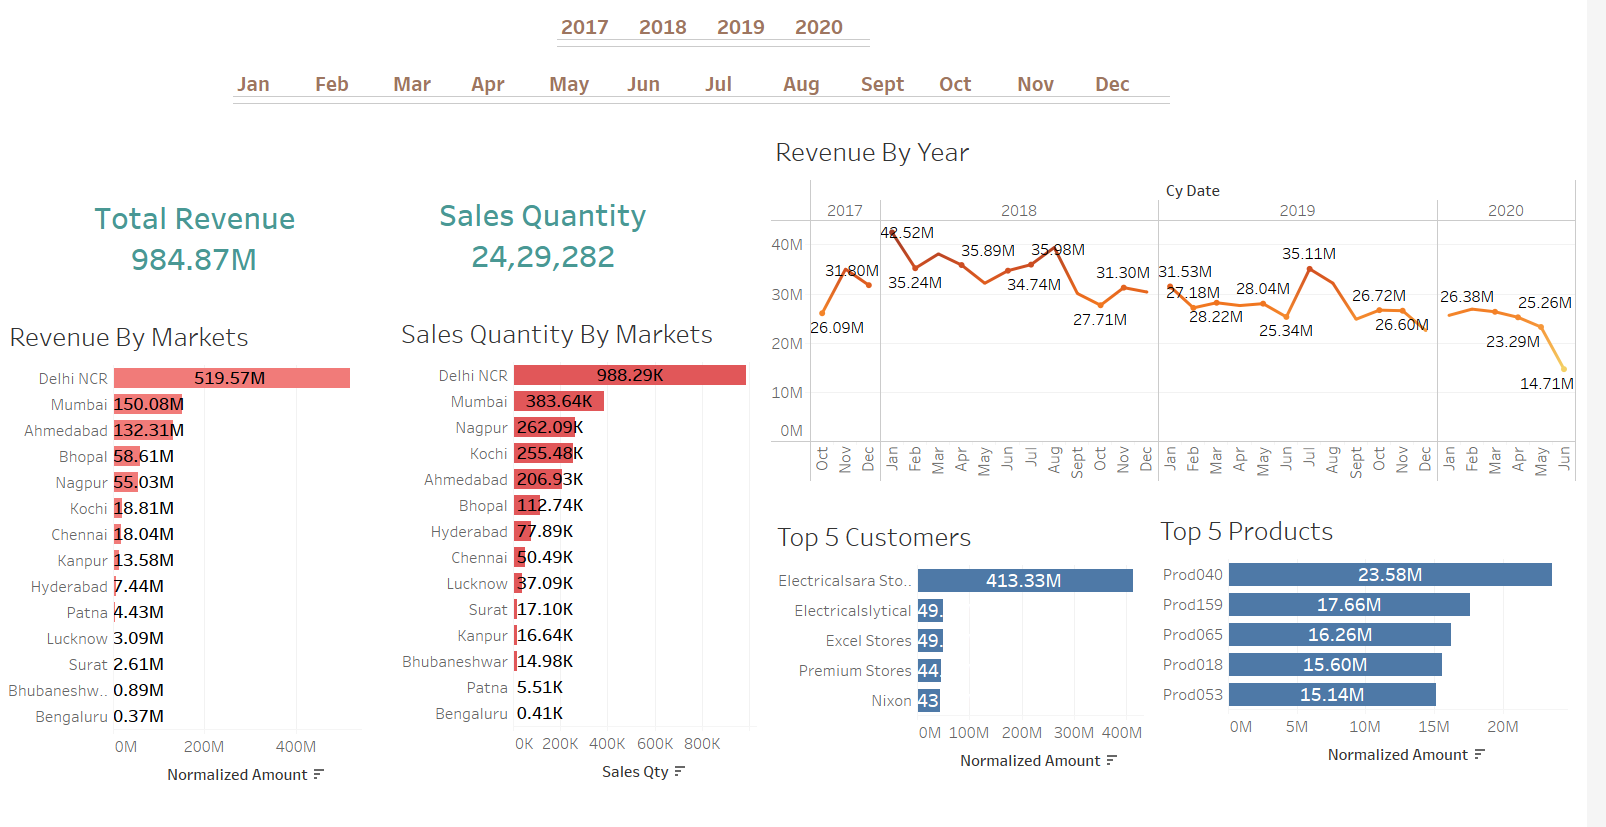 2017 2018 2019 2020
Jan Feb Mar Apr May Jun Jul Aug Sept Oct Nov Dec
Total Revenue
984.87M
Sales Quantity
24,29,282
Revenue By Markets
Delhi NCR 519.57M
Mumbai 150.08M
Ahmedabad 132.31M
Bhopal 58.61M
Nagpur 55.03M
Kochi 18.81M
Chennai 18.04M
Kanpur 13.58M
Hyderabad 7.44M
Patna 4.43M
Lucknow 3.09M
Surat 2.61M
Bhubaneshw.. 0.89M
Bengaluru 0.37M
0M 200M 400M
Normalized Amount
Sales Quantity By Markets
Delhi NCR 988.29K
Mumbai 383.64K
Nagpur 262.09K
Kochi 255.48K
Ahmedabad 206.93K
Bhopal 112.74K
Hyderabad 77.89K
Chennai 50.49K
Lucknow 37.09K
Surat 17.10K
Kanpur 16.64K
Bhubaneshwar 14.98K
Patna 5.51K
Bengaluru 0.41K
0K 200K 400K 600K 800K
Sales Qty
Revenue By Year
Cy Date
2017 2018 2019 2020
40M
30M
20M
10M
0M
26.09M 31.80M 42.52M 35.24M 35.89M 34.74M 35.98M 27.71M 31.30M 31.53M 27.18M 28.22M 28.04M 25.34M 35.11M 26.72M 26.60M 26.38M 23.29M 25.26M 14.71M
Oct Nov Dec Jan Feb Mar Apr May Jun Jul Aug Sept Oct Nov Dec Jan Feb Mar Apr May Jun Jul Aug Sept Oct Nov Dec Jan Feb Mar Apr May Jun
Top 5 Customers
Electricalsara Sto.. 413.33M
Electricalslytical 49.
Excel Stores 49.
Premium Stores 44.
Nixon 43
0M 100M 200M 300M 400M
Normalized Amount
Top 5 Products
Prod040 23.58M
Prod159 17.66M
Prod065 16.26M
Prod018 15.60M
Prod053 15.14M
0M 5M 10M 15M 20M
Normalized Amount